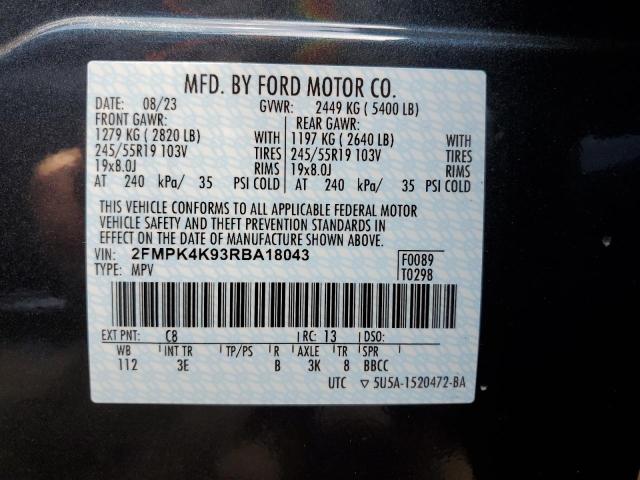 MFD. BY FORD MOTOR CO.
DATE: 08/23 GVWR: 2449 KG ( 5400 LB)
FRONT GAWR: REAR GAWR:
1279 KG ( 2820 LB) WITH 1197 KG ( 2640 LB) WITH
245/55R19 103V TIRES 245/55R19 103V TIRES
19x8.0J RIMS 19x8.0J RIMS
AT 240 kPa/ 35 PSI COLD AT 240 kPa/ 35 PSI COLD
THIS VEHICLE CONFORMS TO ALL APPLICABLE FEDERAL MOTOR
VEHICLE SAFETY AND THEFT PREVENTION STANDARDS IN
EFFECT ON THE DATE OF MANUFACTURE SHOWN ABOVE.
VIN: 2FMPK4K93RBA18043 F0089
TYPE: MPV T0298
EXT PNT: C8 RC: 13 DSO:
WB INT TR TP/PS R AXLE TR SPR
112 3E B 3K 8 BBCC
UTC ▽ 5U5A-1520472-BA